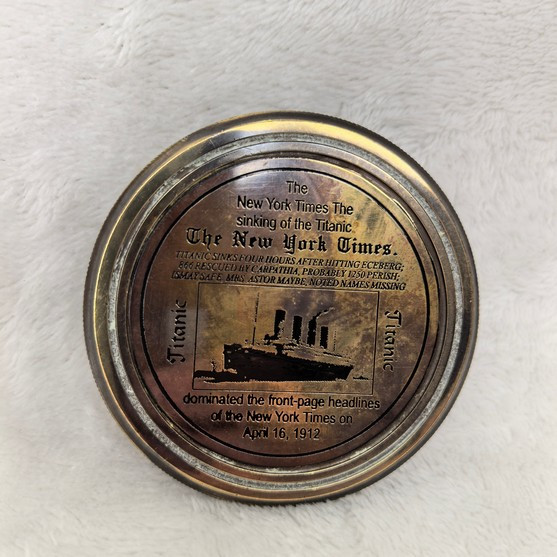 The
New York Times The
sinking of the Titanic.
The New York Times.
TITANIC SINKS FOUR HOURS AFTER HITTING ECEBERG;
866 RESCUED BY CARPATHIA, PROBABLY 1250 PERISH;
ISMAY SAFE, MRS. ASTOR MAYBE, NOTED NAMES MISSING
Titanic
Titanic
dominated the front-page headlines
of the New York Times on
April 16, 1912